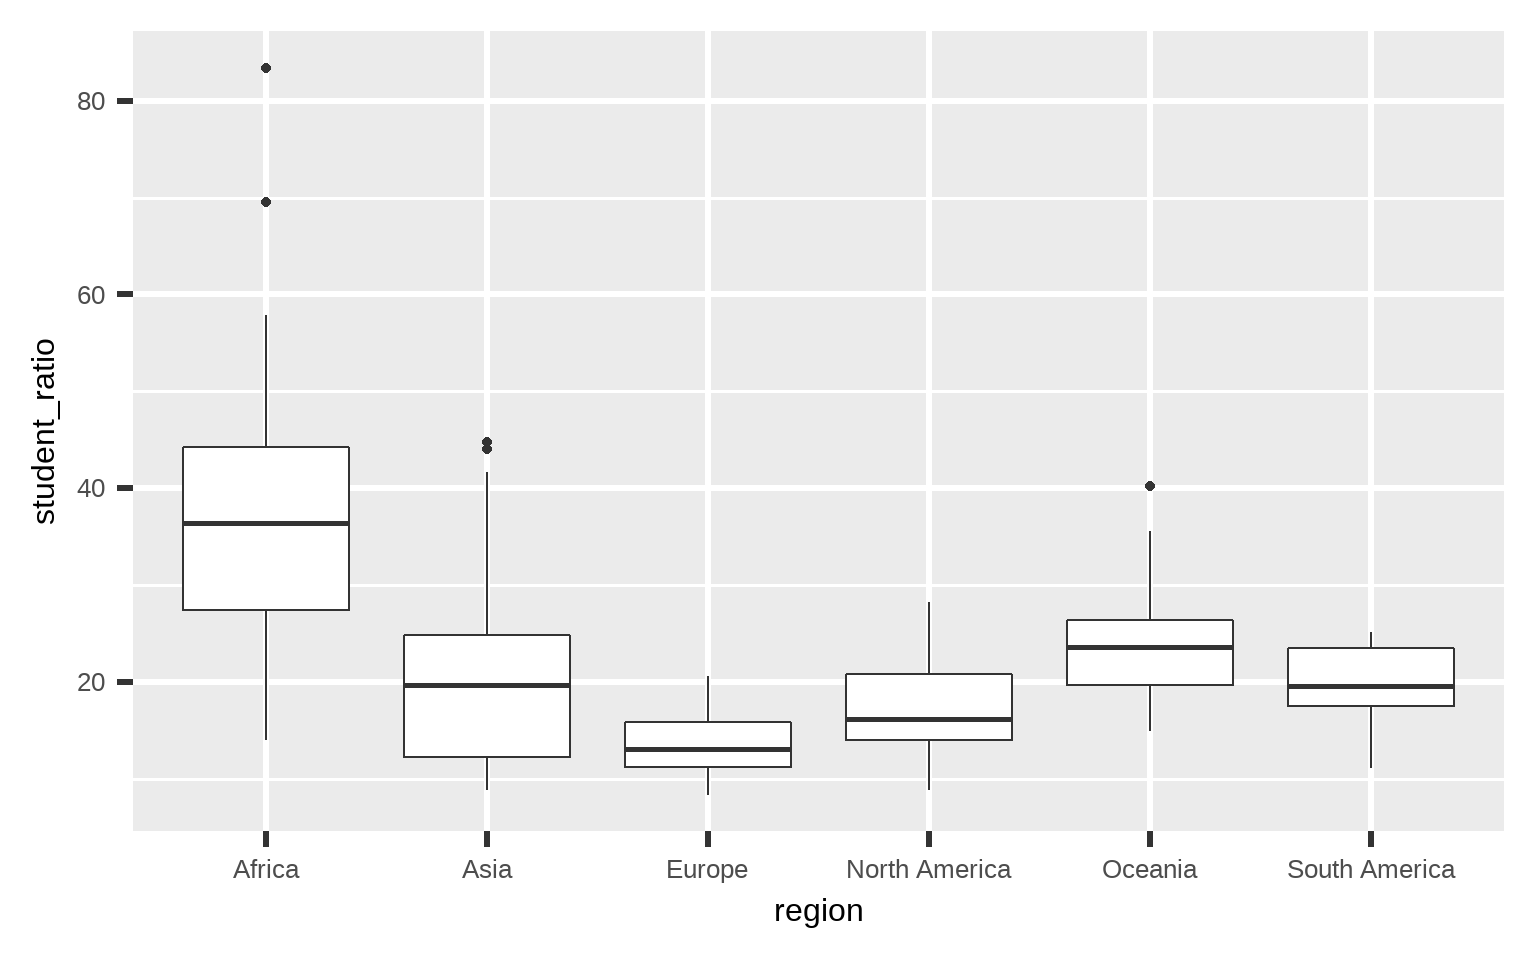 80
60
40
20
student_ratio
Africa
Asia
Europe
North America
Oceania
South America
region